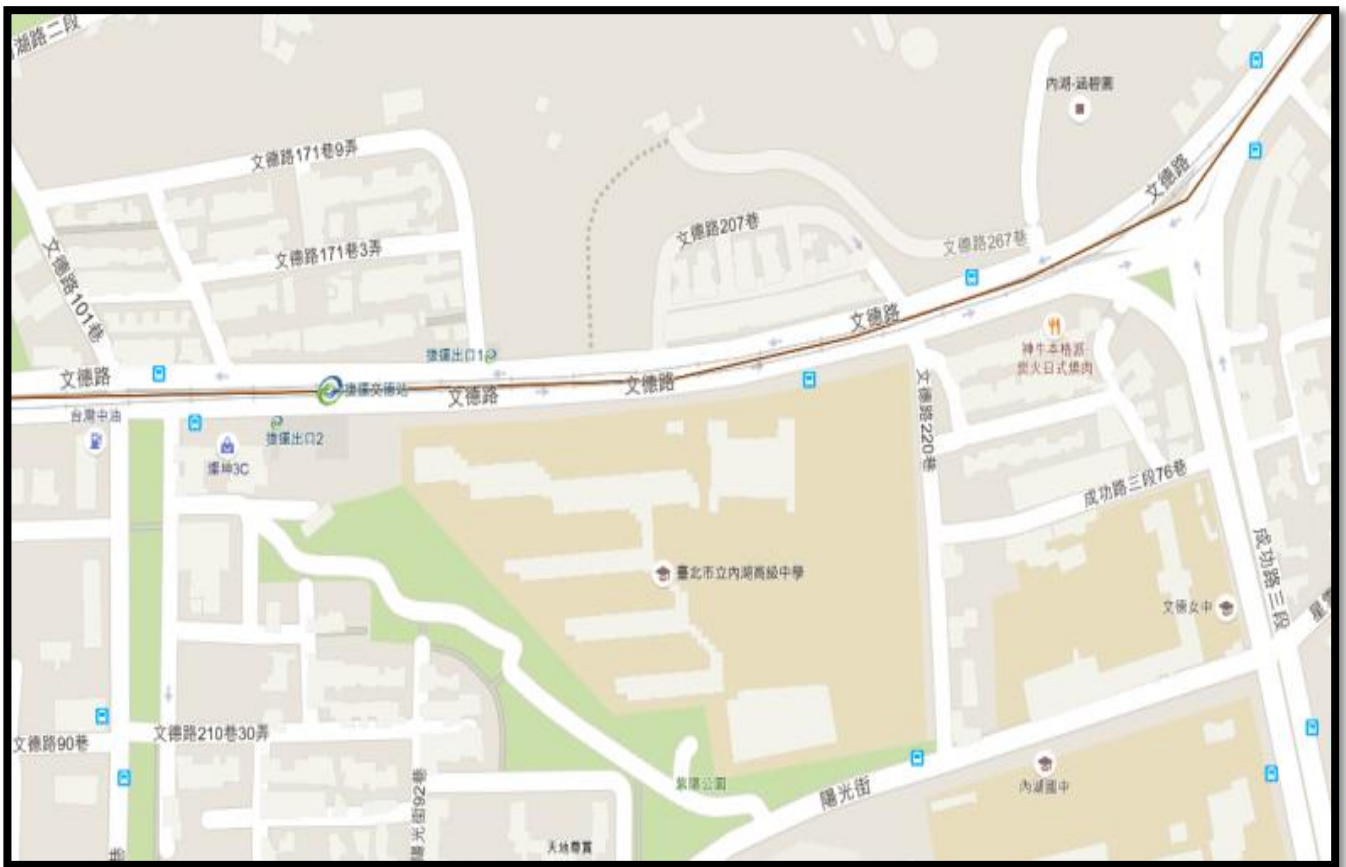 湖路二段
內湖-涵碧園
文德路171巷9弄
文德路
文德路207巷
文德路267巷
文德路171巷3弄
文德路101巷
文德路
捷運出口1
神牛本格派
炭火日式燒肉
文德路
捷運文德站
文德路
文德路
台灣中油
捷運出口2
燦坤3C
文德路220巷
成功路三段76巷
臺北市立內湖高級中學
成功路三段
文德女中
星雲
文德路90巷
文德路210巷30弄
紫陽公園
陽光街
內湖國中
陽光街92巷
天地尊賞
巷